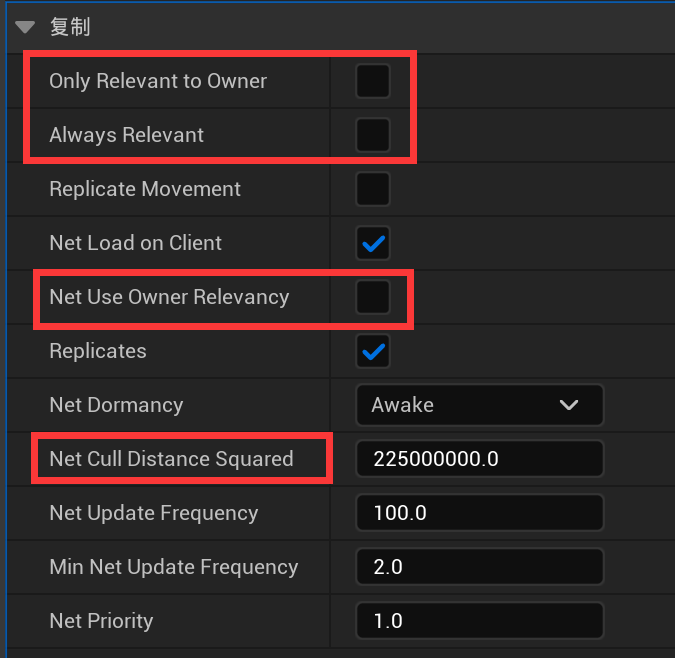 复制
Only Relevant to Owner
Always Relevant
Replicate Movement
Net Load on Client
Net Use Owner Relevancy
Replicates
Net Dormancy Awake
Net Cull Distance Squared 225000000.0
Net Update Frequency 100.0
Min Net Update Frequency 2.0
Net Priority 1.0